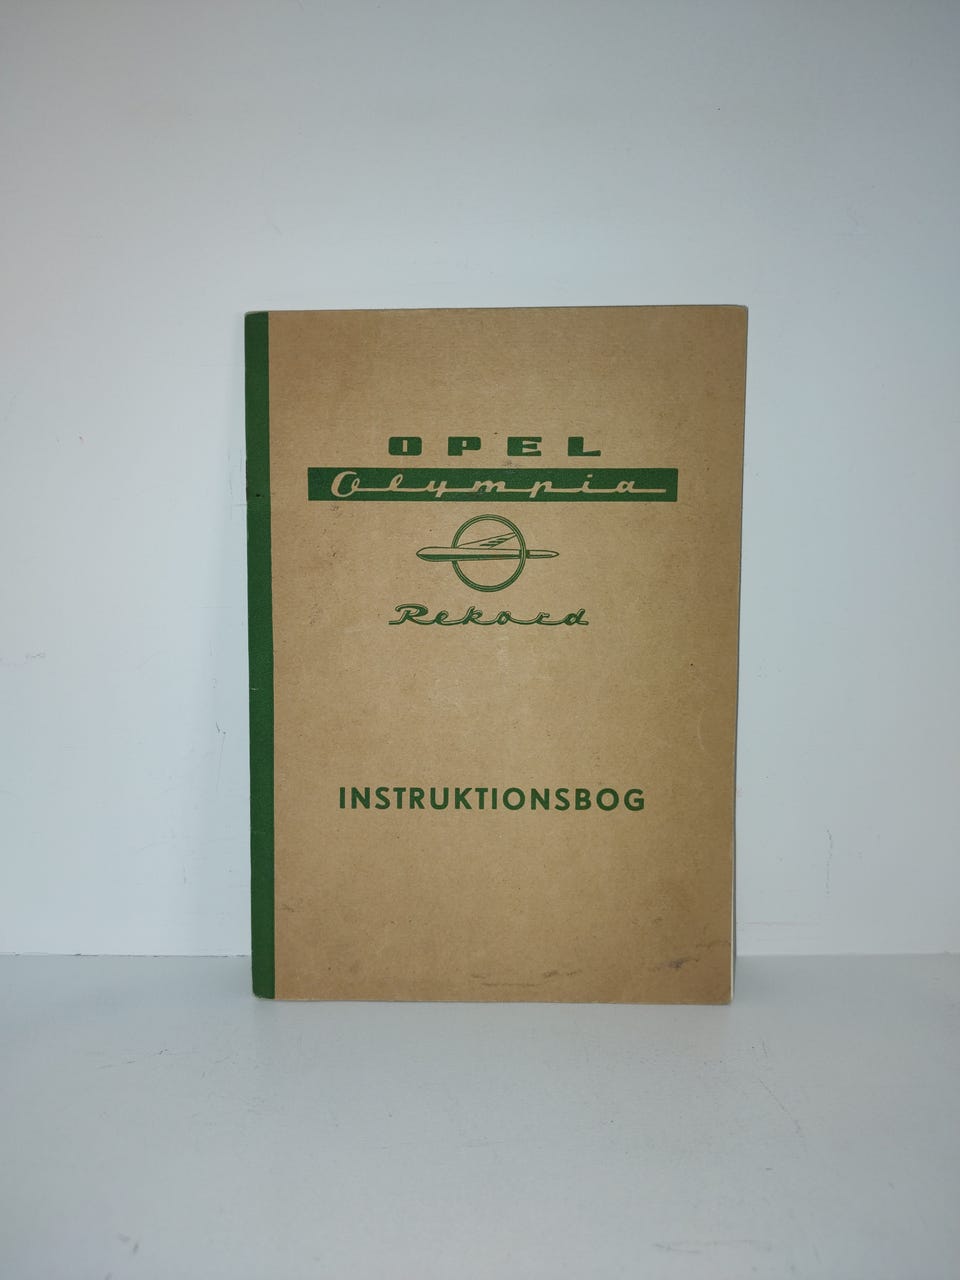 OPEL
Olympia
Rekord
INSTRUKTIONSBOG